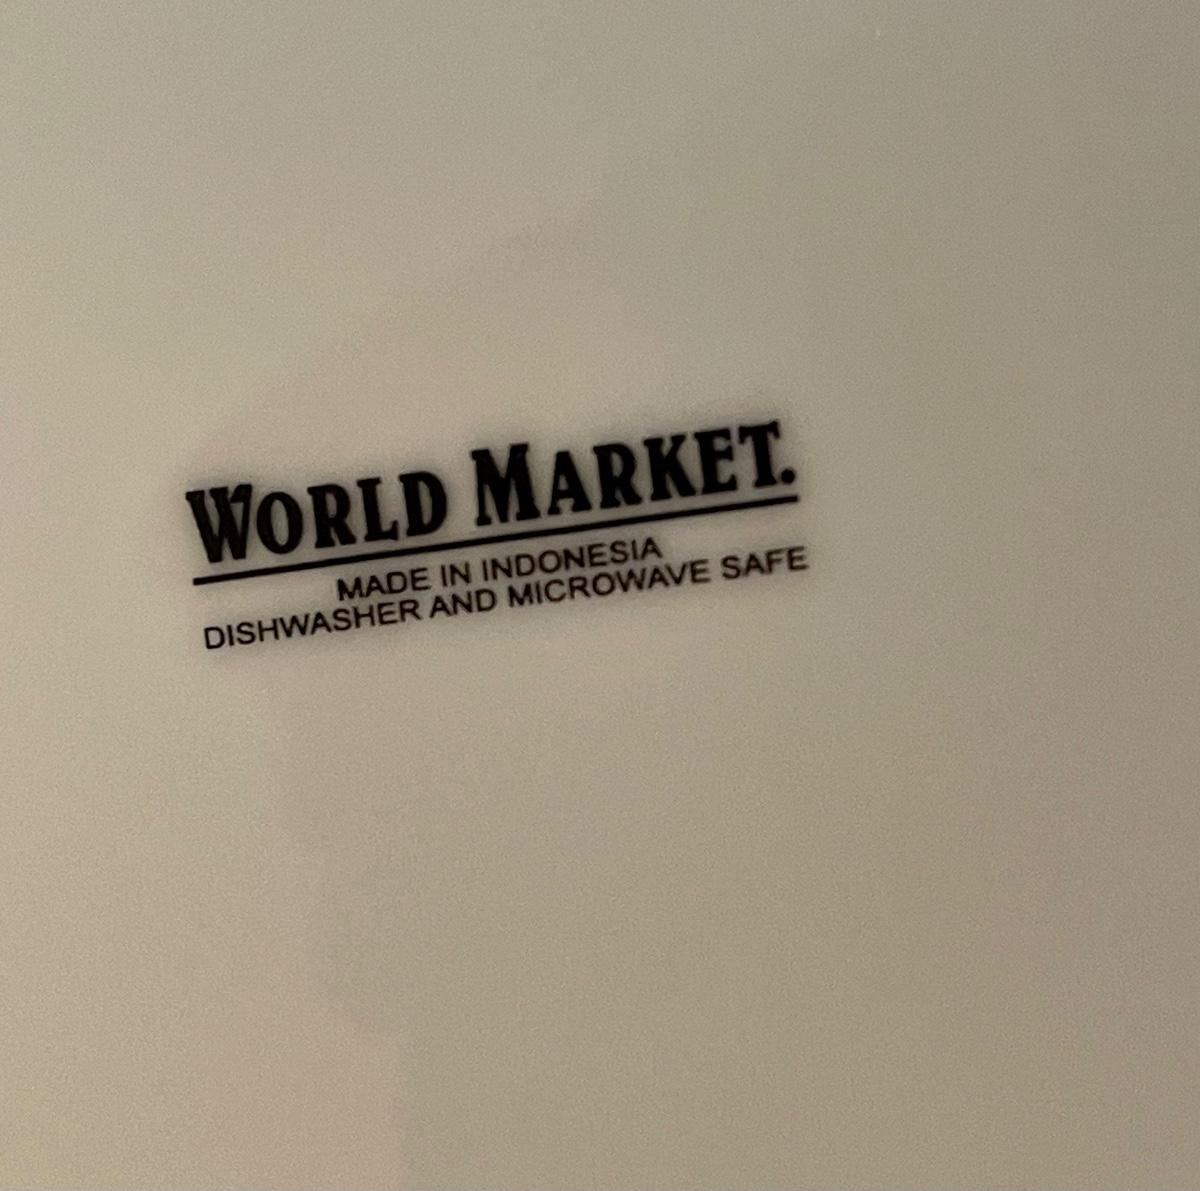 WORLD MARKET.
MADE IN INDONESIA
DISHWASHER AND MICROWAVE SAFE